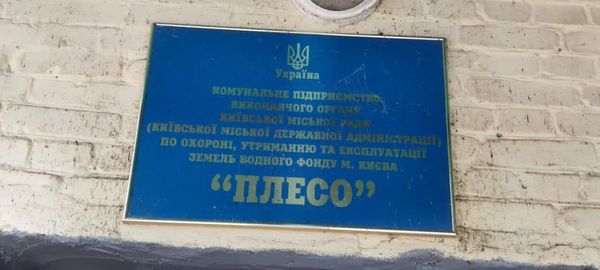 Україна
КОМУНАЛЬНЕ ПІДПРИЄМСТВО
ВИКОНАВЧОГО ОРГАНУ
КИЇВСЬКОЇ МІСЬКОЇ РАДИ
(КИЇВСЬКОЇ МІСЬКОЇ ДЕРЖАВНОЇ АДМІНІСТРАЦІЇ)
ПО ОХОРОНІ, УТРИМАННЮ ТА ЕКСПЛУАТАЦІЇ
ЗЕМЕЛЬ ВОДНОГО ФОНДУ М. КИЄВА
“ПЛЕСО”